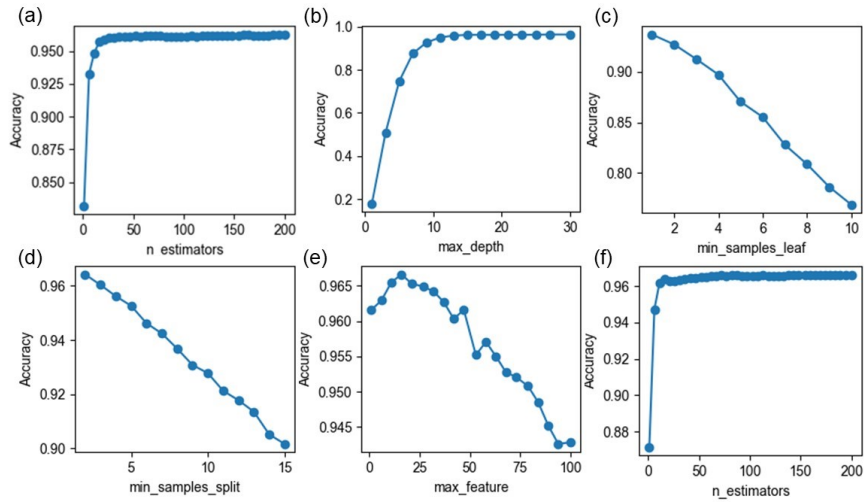 (a)
0.950
0.925
0.900
0.875
0.850
Accuracy
0 50 100 150 200
n_estimators
(b)
1.0
0.8
0.6
0.4
0.2
Accuracy
0 10 20 30
max_depth
(c)
0.90
0.85
0.80
Accuracy
2 4 6 8 10
min_samples_leaf
(d)
0.96
0.94
0.92
0.90
Accuracy
5 10 15
min_samples_split
(e)
0.965
0.960
0.955
0.950
0.945
Accuracy
0 25 50 75 100
max_feature
(f)
0.96
0.94
0.92
0.90
0.88
Accuracy
0 50 100 150 200
n_estimators